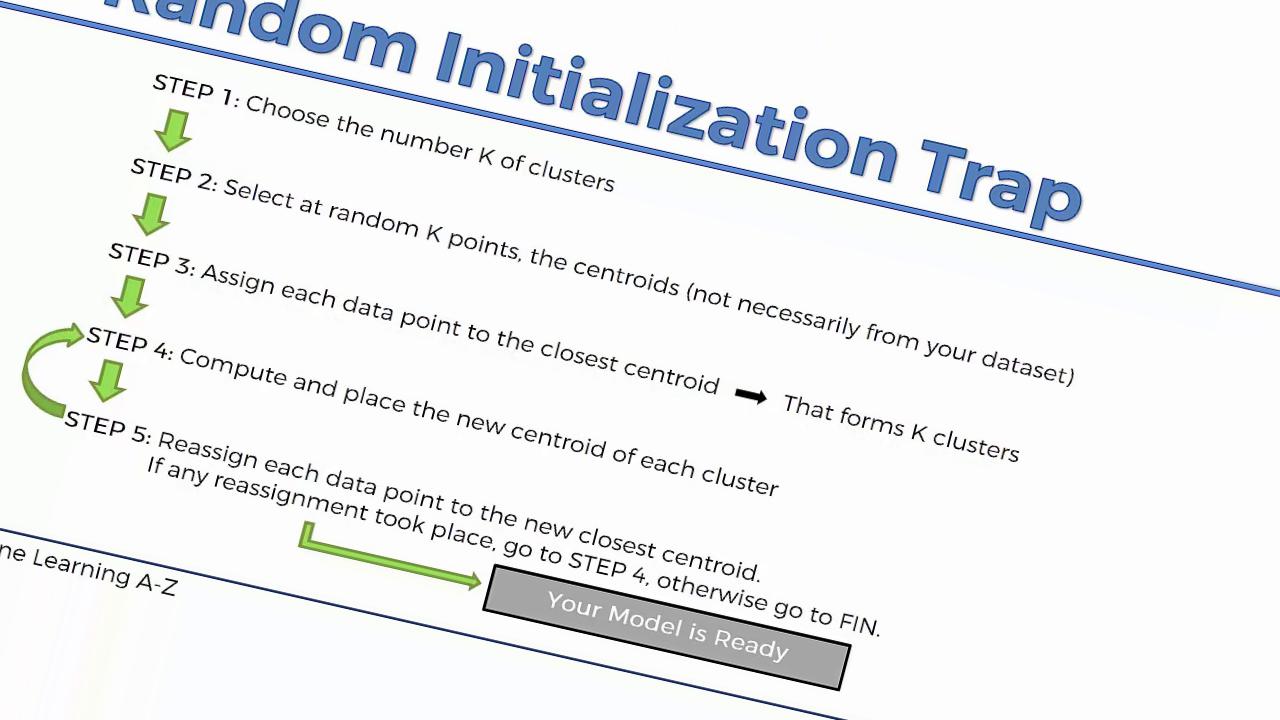 Random Initialization Trap
STEP 1: Choose the number K of clusters
STEP 2: Select at random K points, the centroids (not necessarily from your dataset)
STEP 3: Assign each data point to the closest centroid ➡ That forms K clusters
STEP 4: Compute and place the new centroid of each cluster
STEP 5: Reassign each data point to the new closest centroid.
If any reassignment took place, go to STEP 4, otherwise go to FIN.
Your Model is Ready
ne Learning A-Z